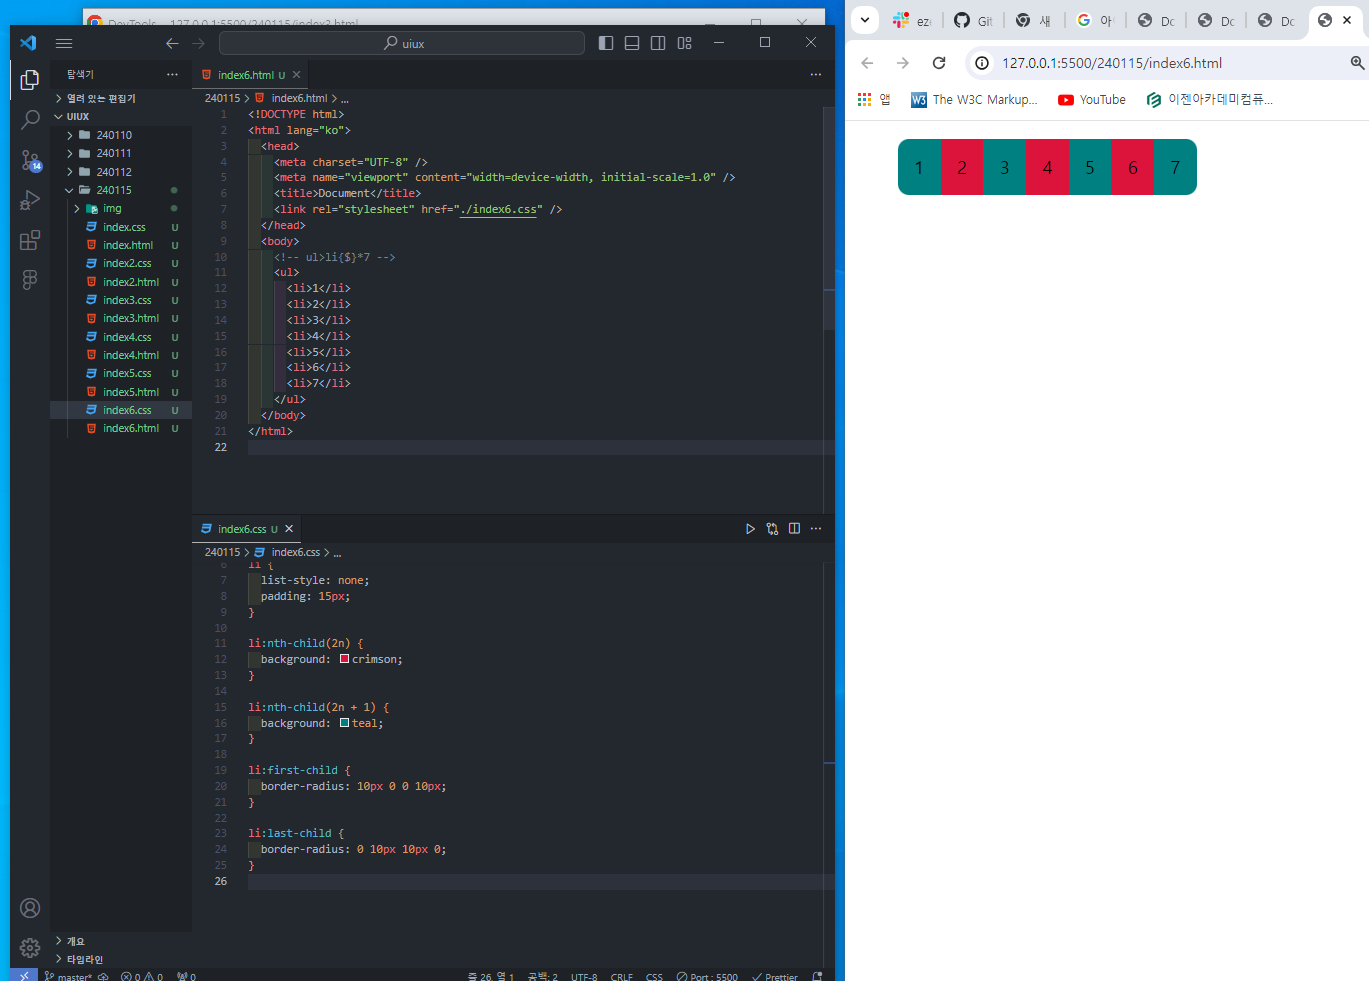 DevTools - 127.0.0.1:5500/240115/index3.html
uiux
탐색기
열려 있는 편집기
UIUX
240110
240111
240112
240115
img
index.css U
index.html U
index2.css U
index2.html U
index3.css U
index3.html U
index4.css U
index4.html U
index5.css U
index5.html U
index6.css U
index6.html U
개요
타임라인
14
index6.html U
240115 > index6.html > ...
1 <!DOCTYPE html>
2 <html lang="ko">
3 <head>
4 <meta charset="UTF-8" />
5 <meta name="viewport" content="width=device-width, initial-scale=1.0" />
6 <title>Document</title>
7 <link rel="stylesheet" href="./index6.css" />
8 </head>
9 <body>
10 <!-- ul>li{$}*7 -->
11 <ul>
12 <li>1</li>
13 <li>2</li>
14 <li>3</li>
15 <li>4</li>
16 <li>5</li>
17 <li>6</li>
18 <li>7</li>
19 </ul>
20 </body>
21 </html>
22
index6.css U
240115 > index6.css > ...
6 li {
7 list-style: none;
8 padding: 15px;
9 }
10
11 li:nth-child(2n) {
12 background: crimson;
13 }
14
15 li:nth-child(2n + 1) {
16 background: teal;
17 }
18
19 li:first-child {
20 border-radius: 10px 0 0 10px;
21 }
22
23 li:last-child {
24 border-radius: 0 10px 10px 0;
25 }
26
master* 0 0 0 줄 26, 열 1 공백: 2 UTF-8 CRLF CSS Port : 5500 Prettier
Git 새 Dc Dc Dc
127.0.0.1:5500/240115/index6.html
앱 The W3C Markup... YouTube 이젠아카데미컴퓨...
1 2 3 4 5 6 7